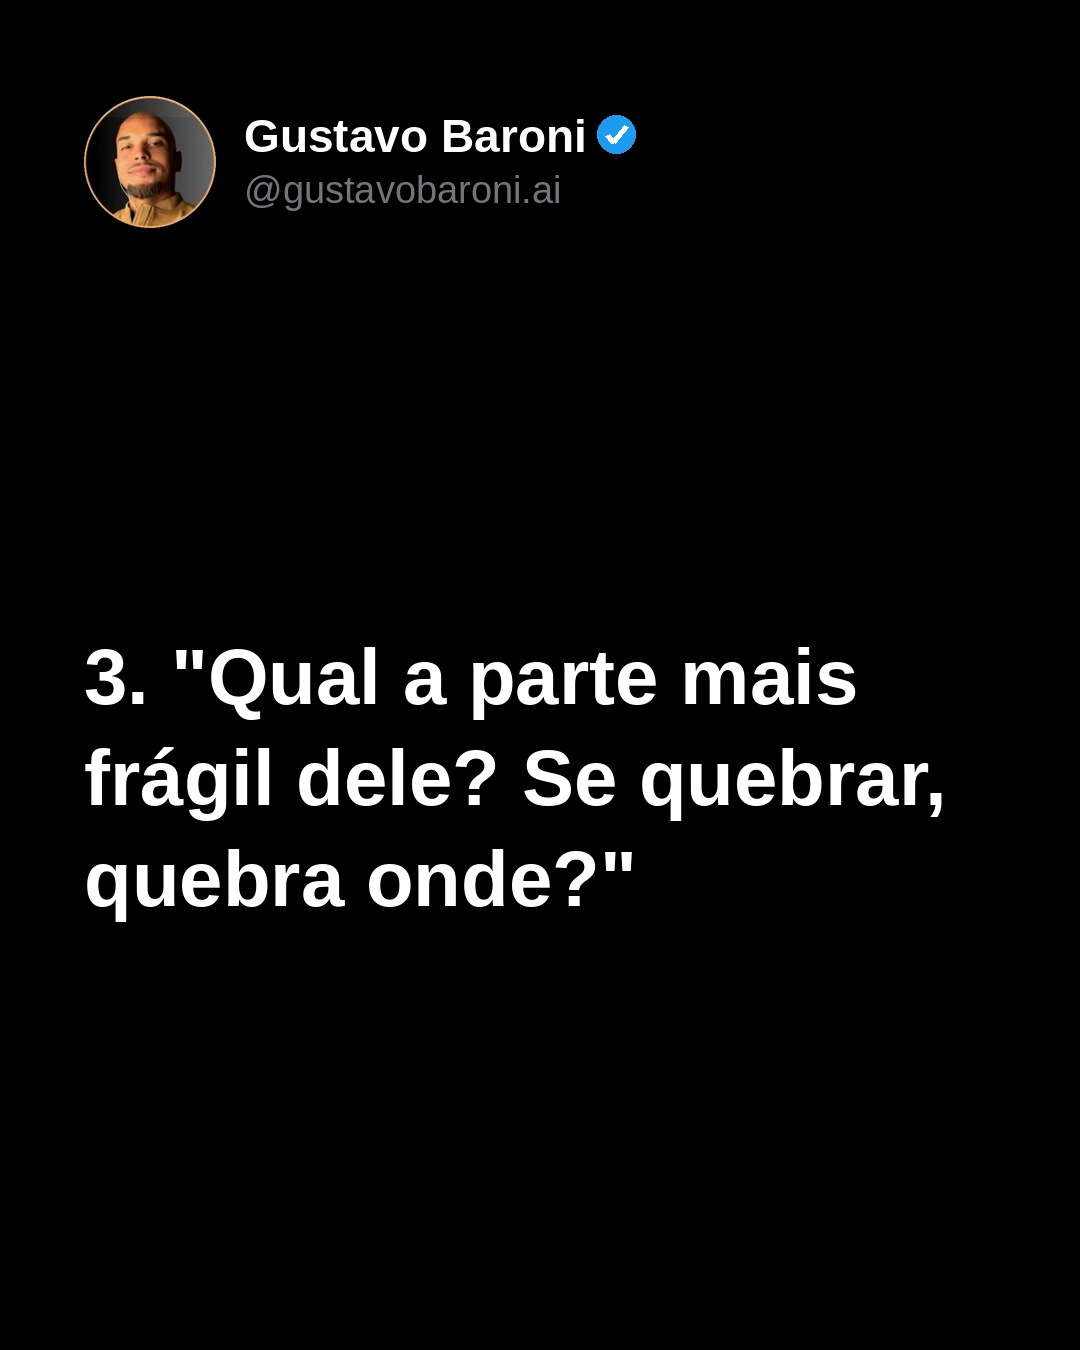 Gustavo Baroni
@gustavobaroni.ai
3. "Qual a parte mais
frágil dele? Se quebrar,
quebra onde?"